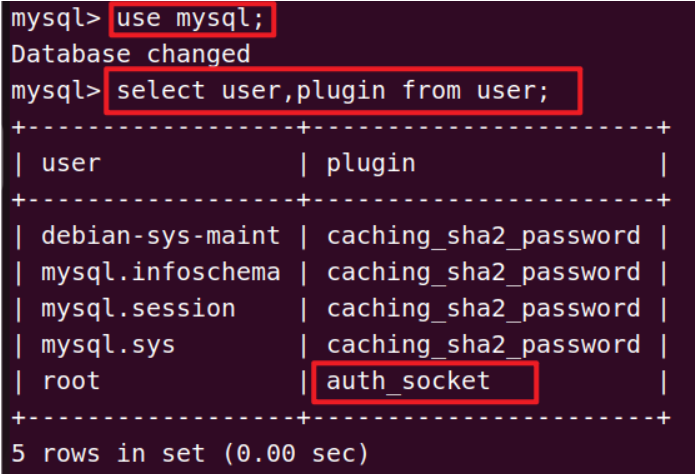 mysql> use mysql;
Database changed
mysql> select user,plugin from user;
+------------------+-----------------------+
| user             | plugin                |
+------------------+-----------------------+
| debian-sys-maint | caching_sha2_password |
| mysql.infoschema | caching_sha2_password |
| mysql.session    | caching_sha2_password |
| mysql.sys        | caching_sha2_password |
| root             | auth_socket           |
+------------------+-----------------------+
5 rows in set (0.00 sec)